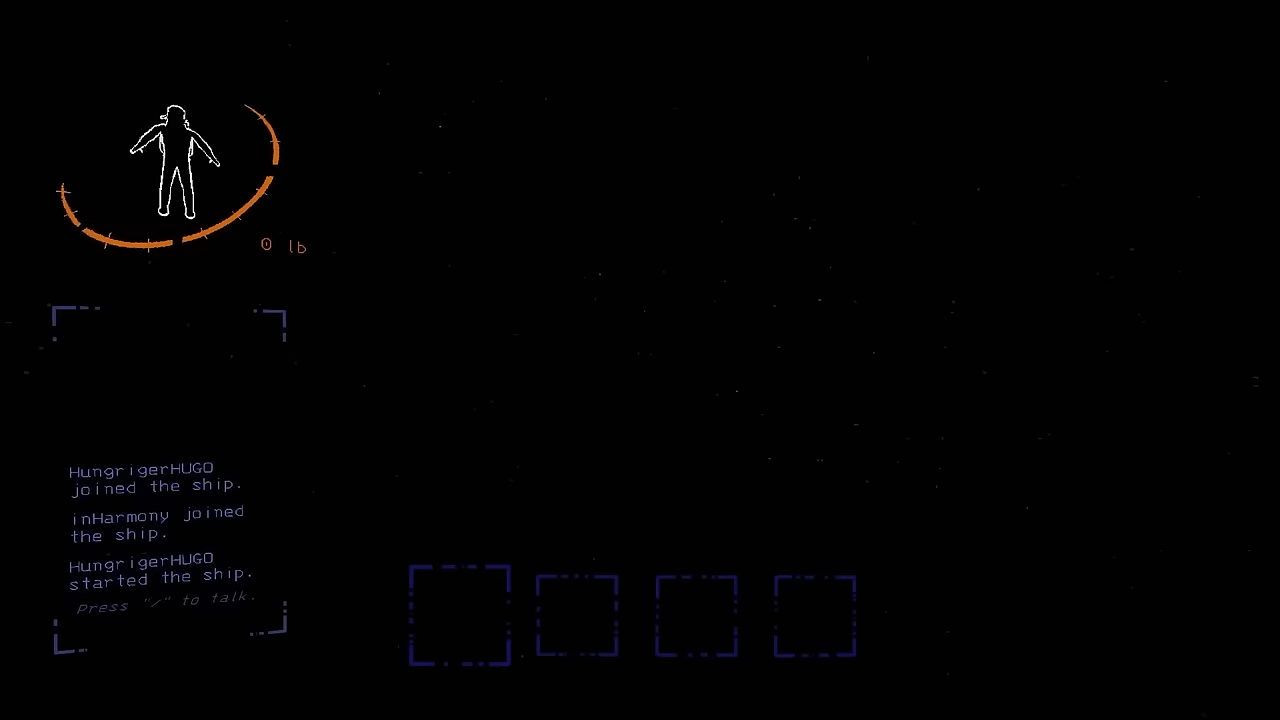 0 lb
HungrigerHUGO
joined the ship.
inHarmony joined
the ship.
HungrigerHUGO
started the ship.
Press "/" to talk.